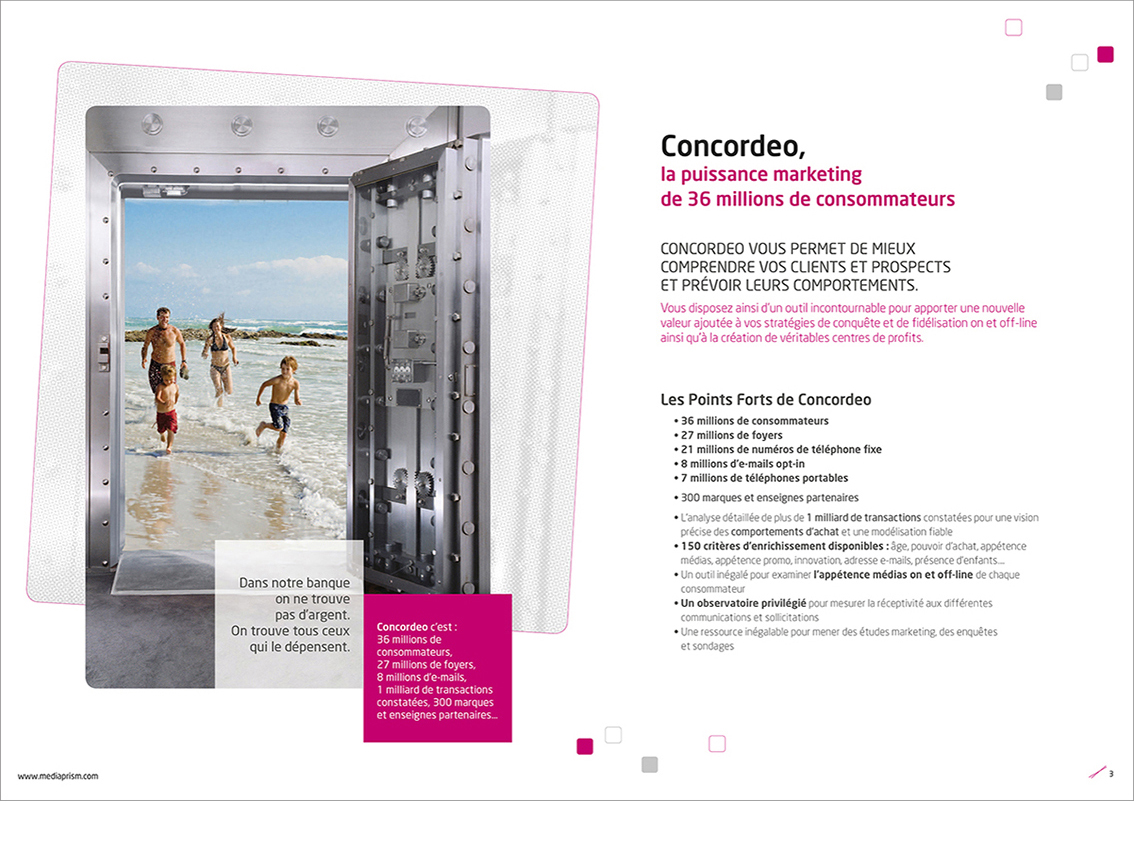 Concordeo,
la puissance marketing
de 36 millions de consommateurs
CONCORDEO VOUS PERMET DE MIEUX
COMPRENDRE VOS CLIENTS ET PROSPECTS
ET PRÉVOIR LEURS COMPORTEMENTS.
Vous disposez ainsi d'un outil incontournable pour apporter une nouvelle
valeur ajoutée à vos stratégies de conquête et de fidélisation on et off-line
ainsi qu'à la création de véritables centres de profits.
Les Points Forts de Concordeo
• 36 millions de consommateurs
• 27 millions de foyers
• 21 millions de numéros de téléphone fixe
• 8 millions d'e-mails opt-in
• 7 millions de téléphones portables
• 300 marques et enseignes partenaires
• L'analyse détaillée de plus de 1 milliard de transactions constatées pour une vision
précise des comportements d'achat et une modélisation fiable
• 150 critères d'enrichissement disponibles : âge, pouvoir d'achat, appétence
médias, appétence promo, innovation, adresse e-mails, présence d'enfants...
• Un outil inégalé pour examiner l'appétence médias on et off-line de chaque
consommateur
• Un observatoire privilégié pour mesurer la réceptivité aux différentes
communications et sollicitations
• Une ressource inégalable pour mener des études marketing, des enquêtes
et sondages
Dans notre banque
on ne trouve
pas d'argent.
On trouve tous ceux
qui le dépensent.
Concordeo c'est :
36 millions de
consommateurs,
27 millions de foyers,
8 millions d'e-mails,
1 milliard de transactions
constatées, 300 marques
et enseignes partenaires...
www.mediaprism.com
3